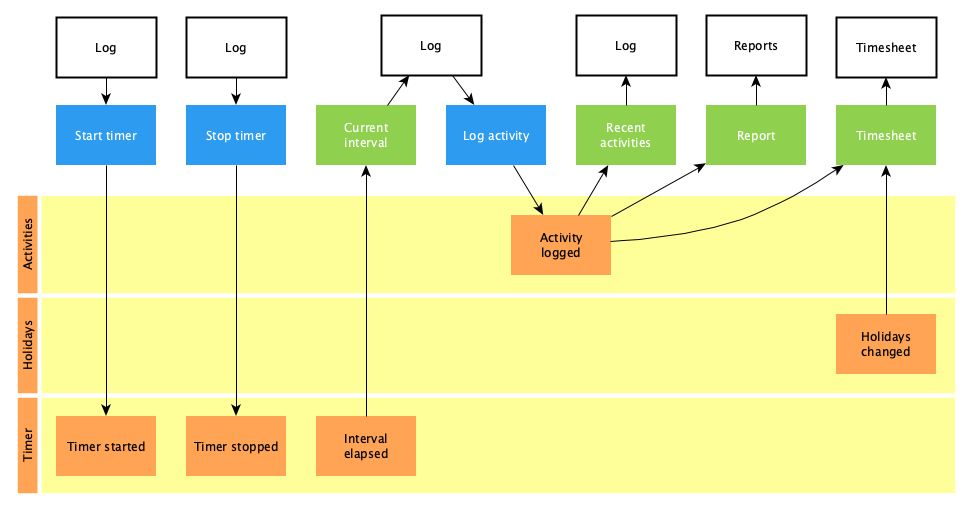 Log
Log
Log
Log
Reports
Timesheet
Start timer
Stop timer
Current
interval
Log activity
Recent
activities
Report
Timesheet
Activities
Activity
logged
Holidays
Holidays
changed
Timer
Timer started
Timer stopped
Interval
elapsed